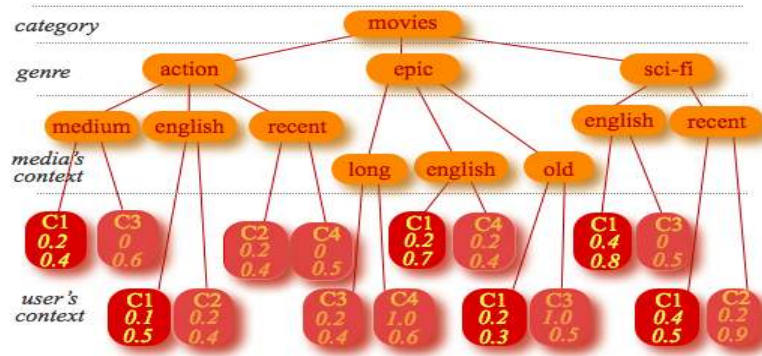 category
movies
genre
action
epic
sci-fi
medium
english
recent
english
recent
media's
context
long
english
old
C1
0.2
0.4
C3
0
0.6
C2
0.2
0.4
C4
0
0.5
C1
0.2
0.7
C4
0.2
0.4
C1
0.4
0.8
C3
0
0.5
user's
context
C1
0.1
0.5
C2
0.2
0.4
C3
0.2
0.4
C4
1.0
0.6
C1
0.2
0.3
C3
1.0
0.5
C1
0.4
0.5
C2
0.2
0.9